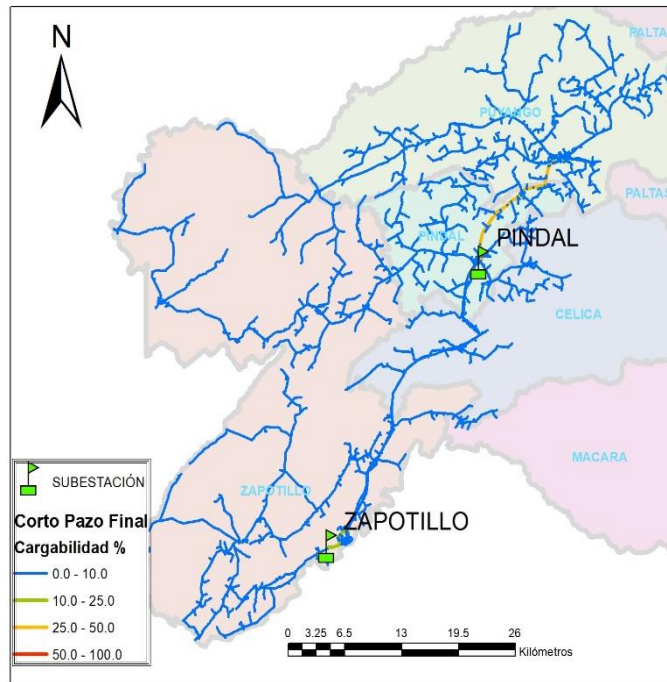 N
PALTAS
PUYANGO
PALTAS
PINDAL
PINDAL
CELICA
MACARA
ZAPOTILLO
ZAPOTILLO
SUBESTACIÓN
Corto Pazo Final
Cargabilidad %
0.0 - 10.0
10.0 - 25.0
25.0 - 50.0
50.0 - 100.0
0 3.25 6.5 13 19.5 26
Kilómetros